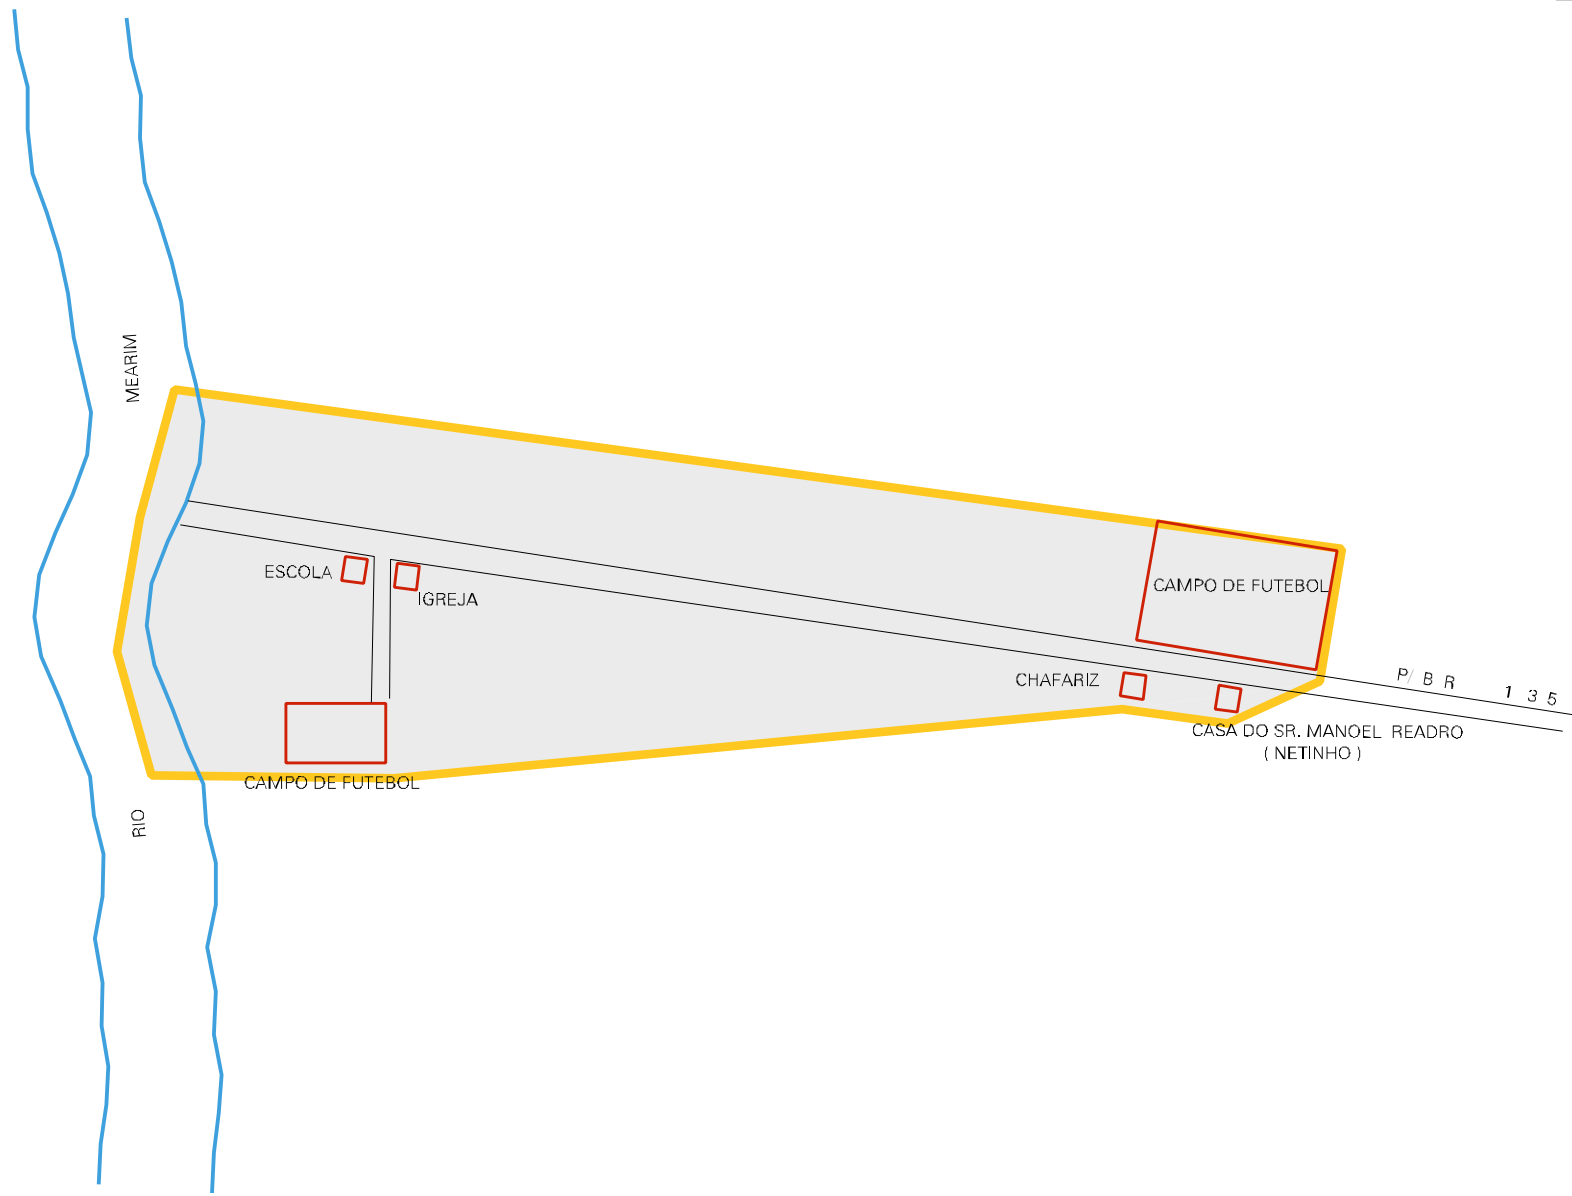 MEARIM
ESCOLA
IGREJA
CAMPO DE FUTEBOL
CHAFARIZ
P/ B R 1 3 5
CASA DO SR. MANOEL READRO
( NETINHO )
CAMPO DE FUTEBOL
RIO